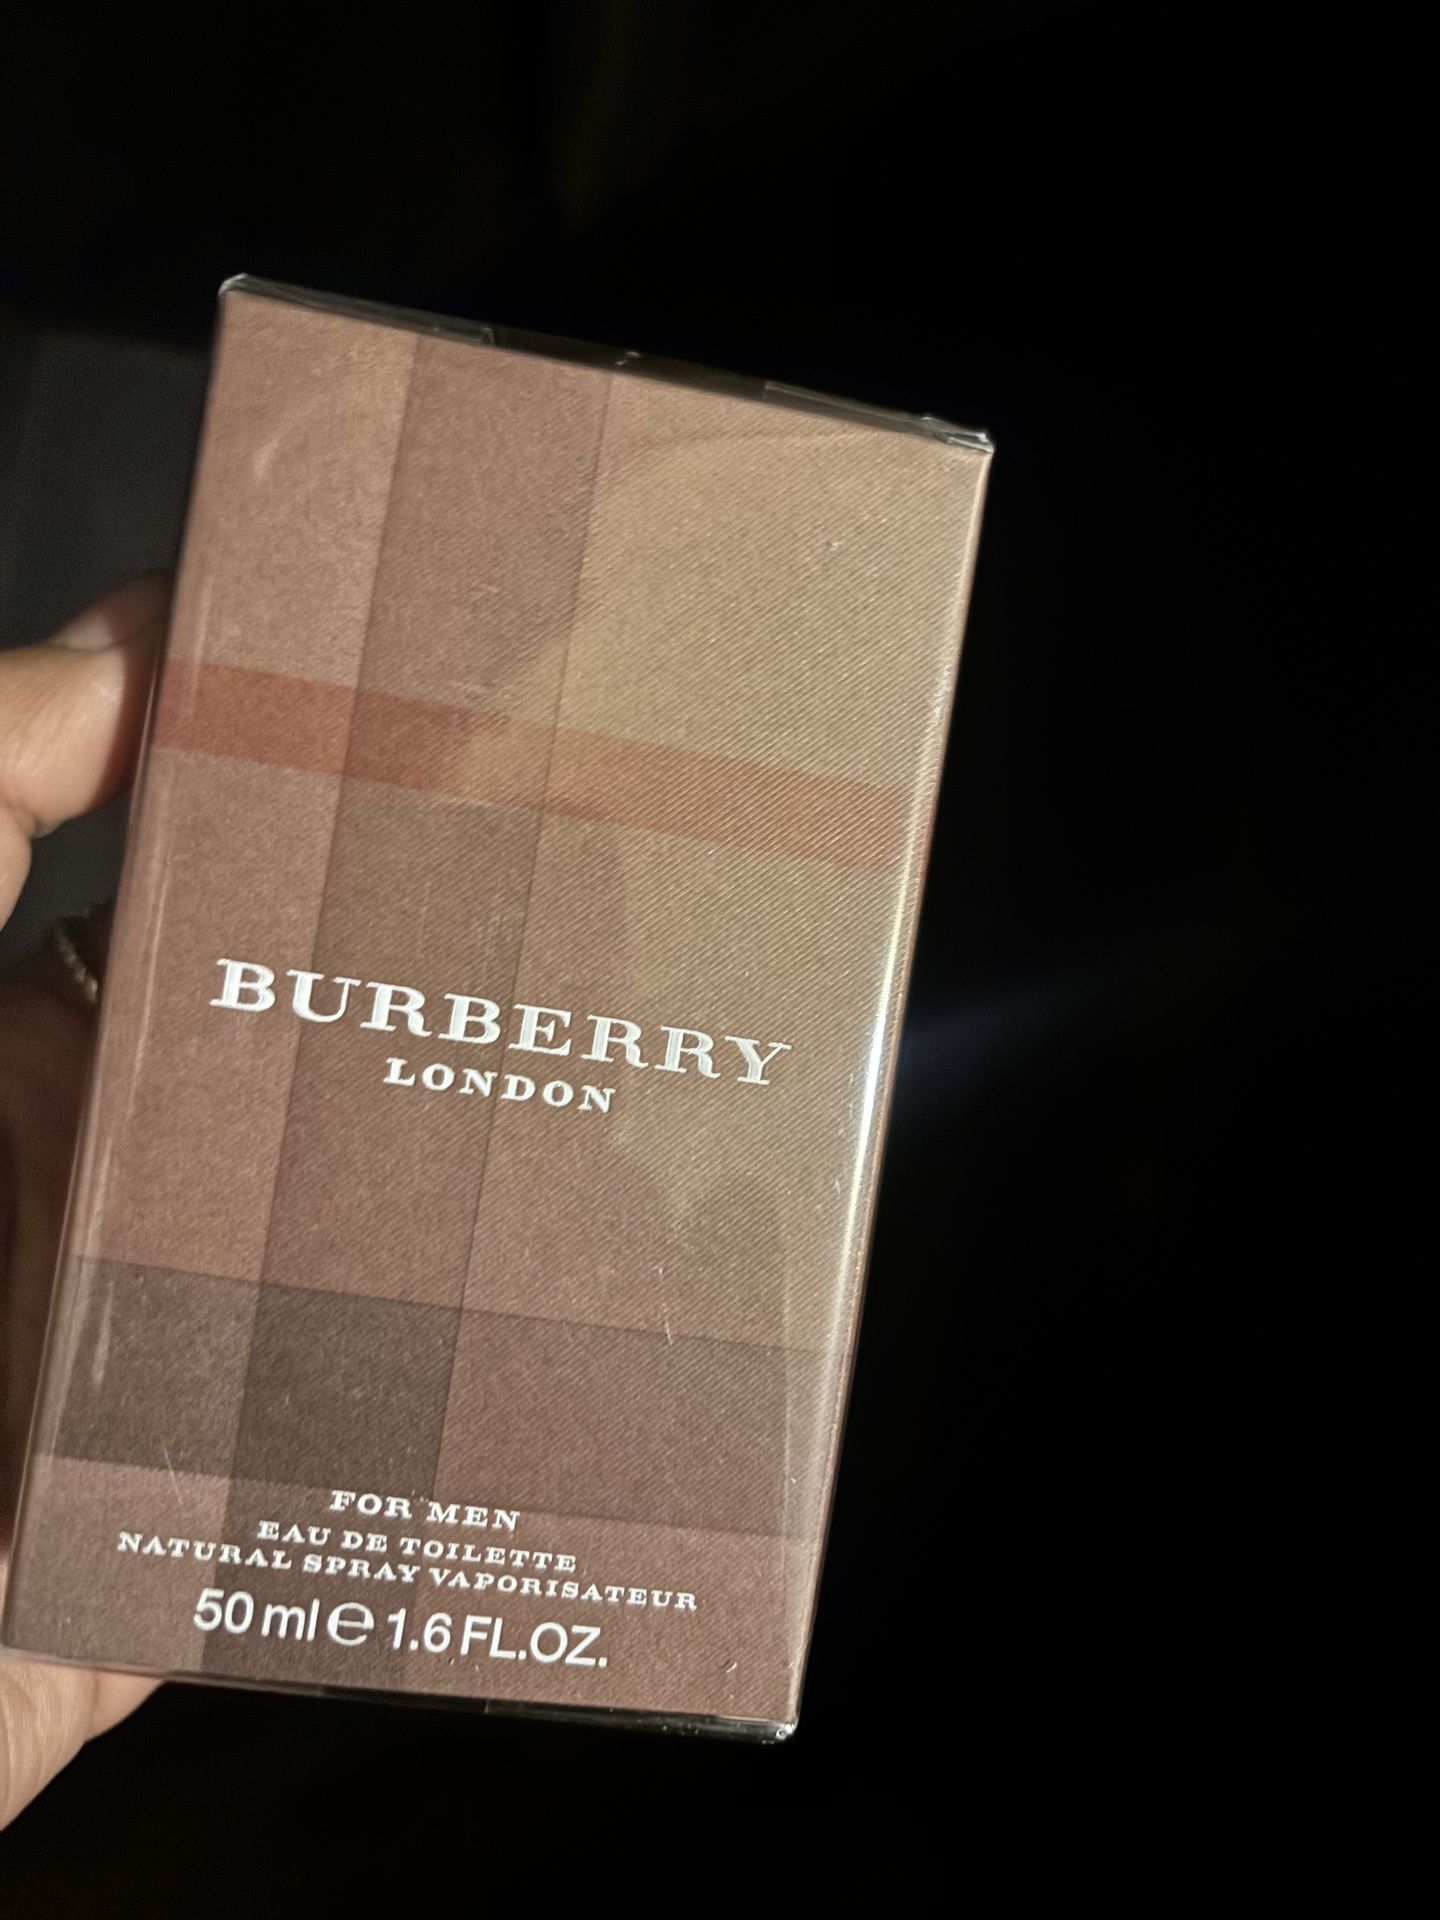 BURBERRY
LONDON
FOR MEN
EAU DE TOILETTE
NATURAL SPRAY VAPORISATEUR
50 ml ℮ 1.6 FL.OZ.